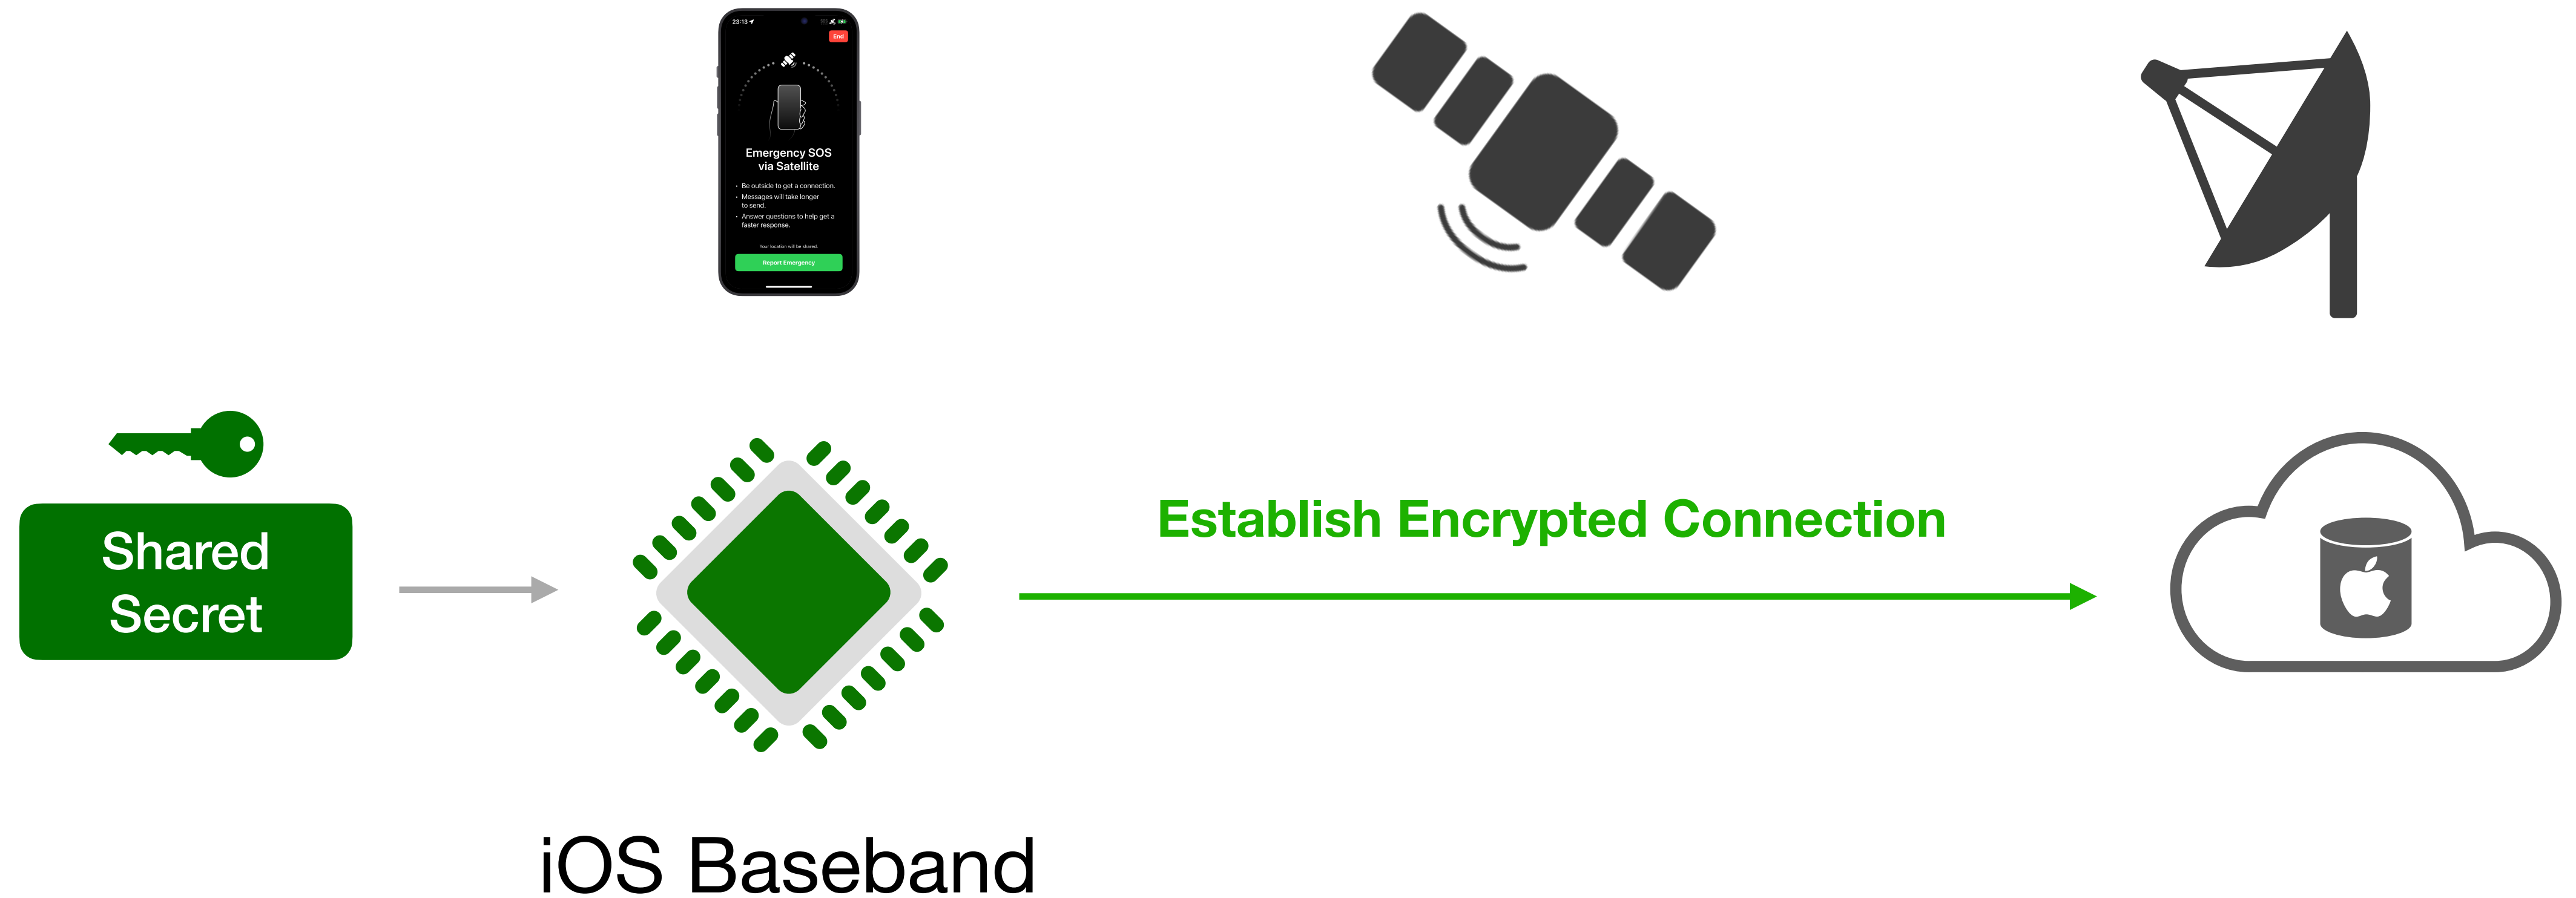 23:13
End
Emergency SOS
via Satellite
• Be outside to get a connection.
• Messages will take longer
to send.
• Answer questions to help get a
faster response.
Your location will be shared.
Report Emergency
Shared
Secret
Establish Encrypted Connection
iOS Baseband